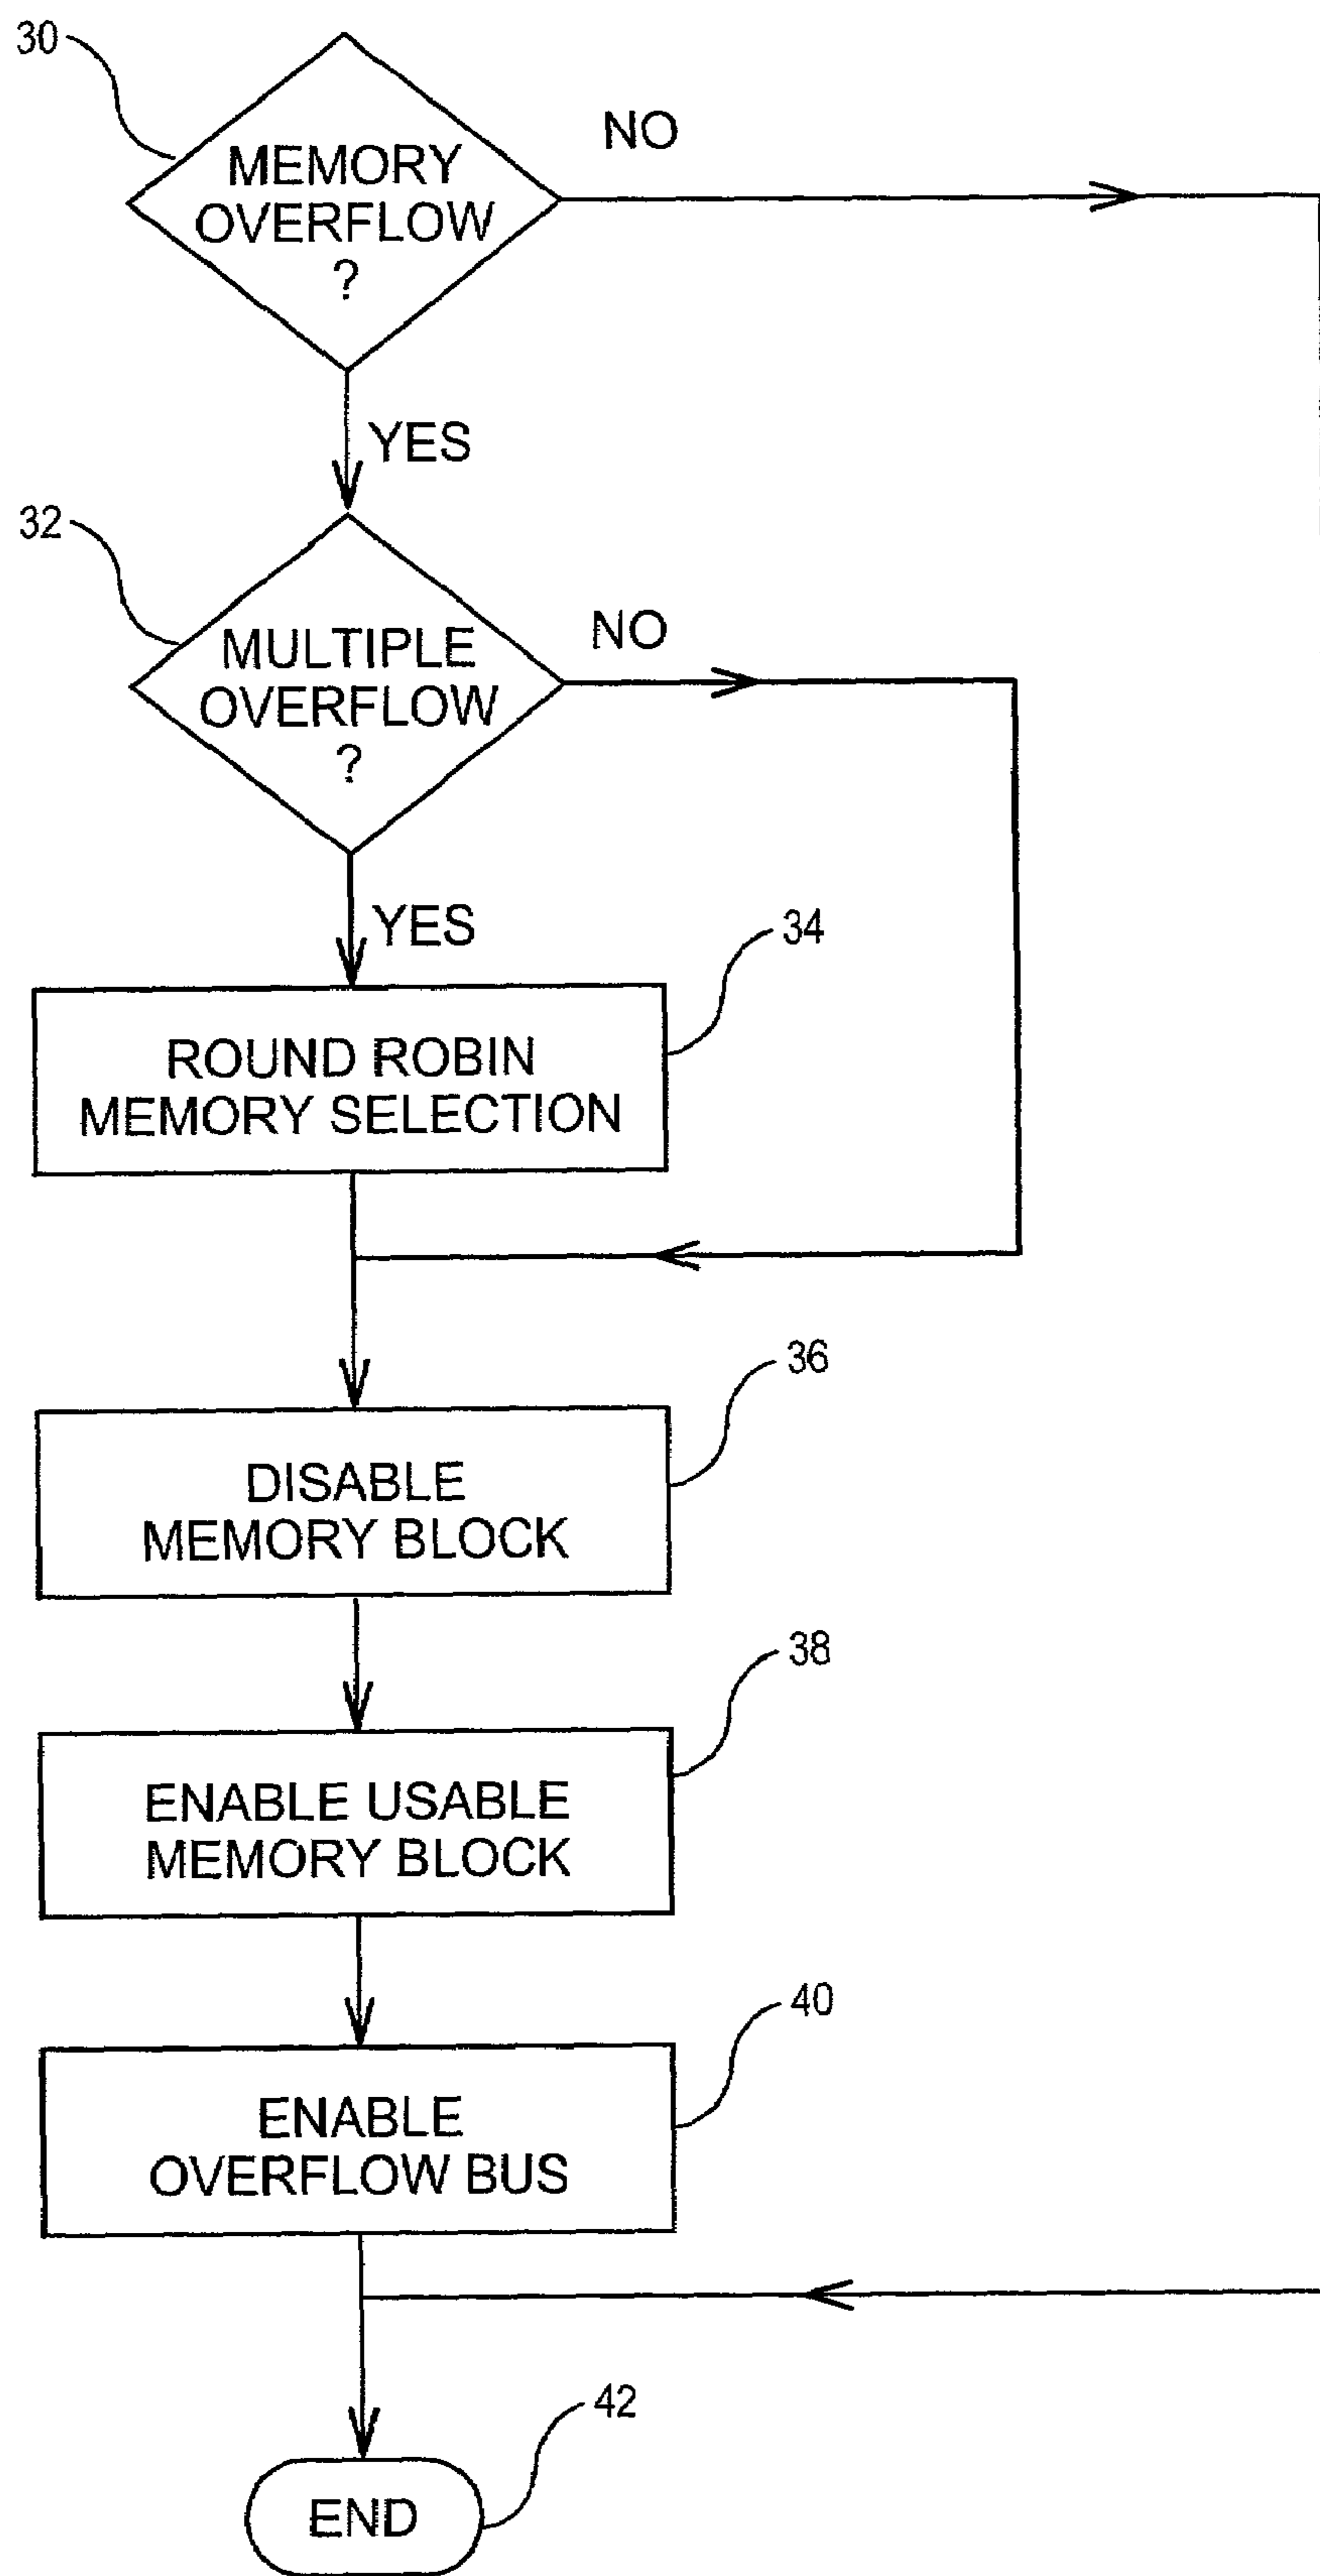 30
MEMORY
OVERFLOW
?
NO
YES
32
MULTIPLE
OVERFLOW
?
NO
YES
34
ROUND ROBIN
MEMORY SELECTION
36
DISABLE
MEMORY BLOCK
38
ENABLE USABLE
MEMORY BLOCK
40
ENABLE
OVERFLOW BUS
42
END